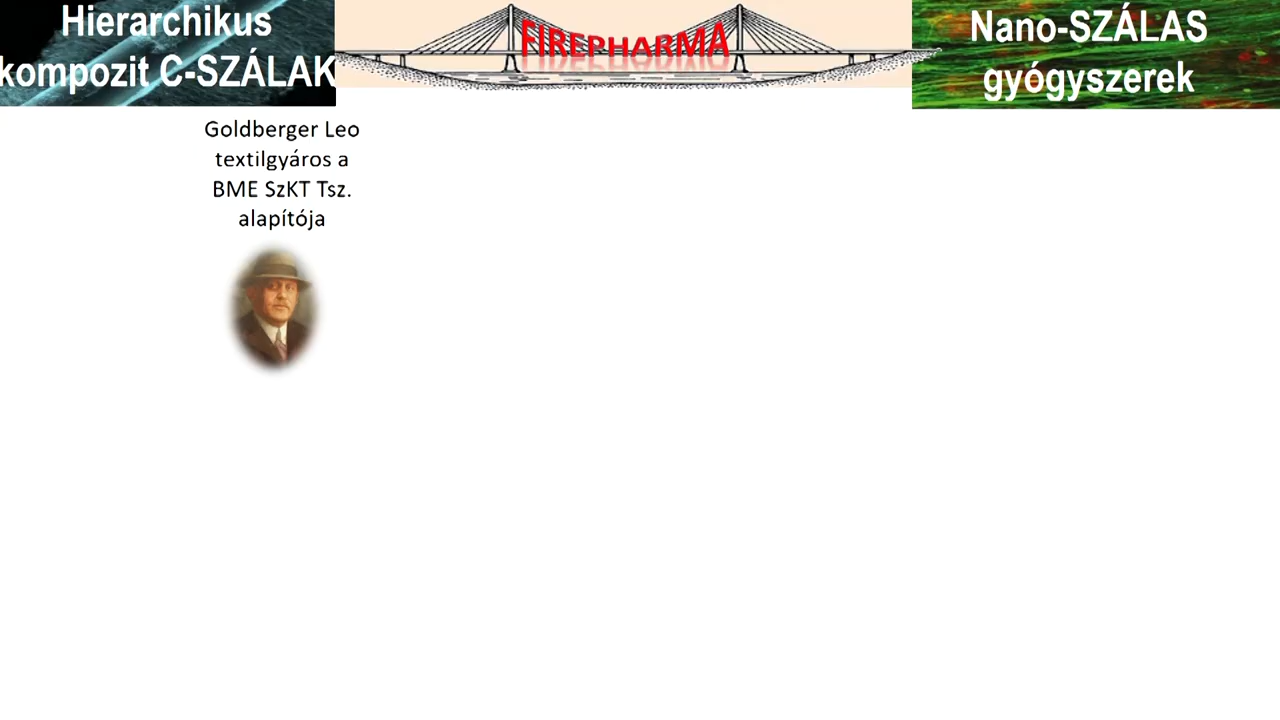 Hierarchikus
kompozit C-SZÁLAK
FIREPHARMA
Nano-SZÁLAS
gyógyszerek
Goldberger Leo
textilgyáros a
BME SzKT Tsz.
alapítója